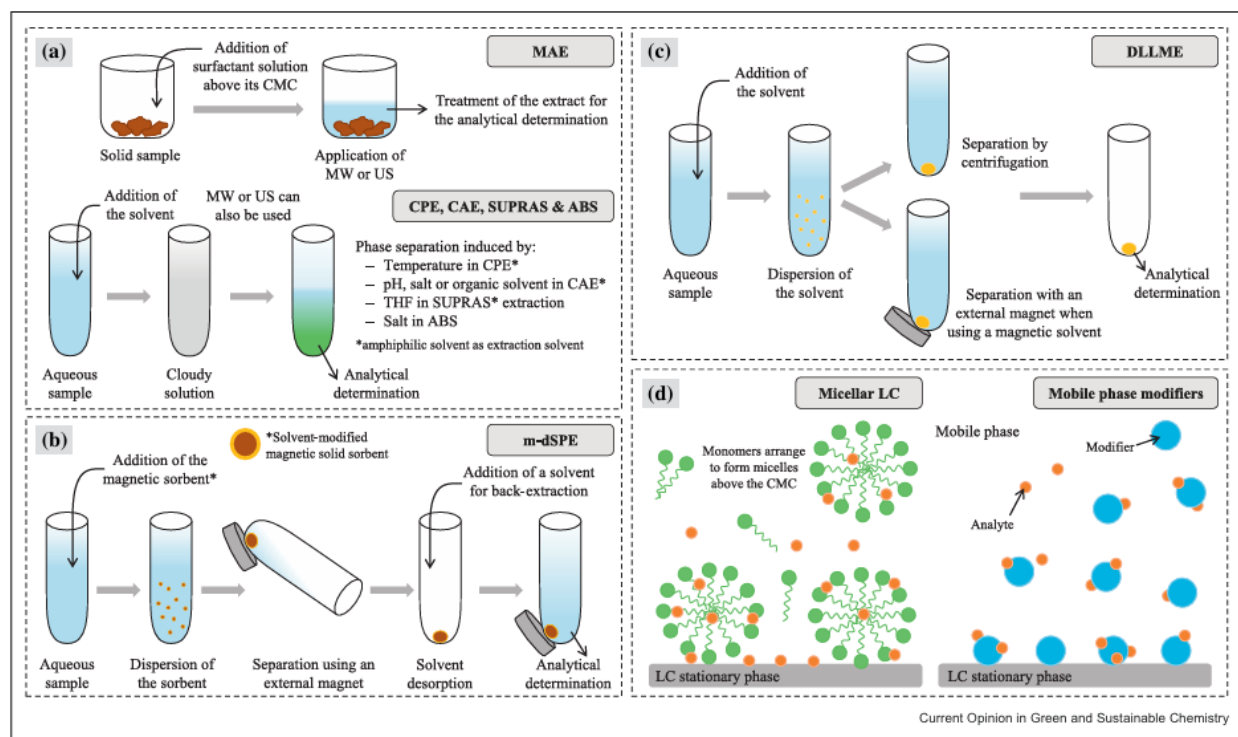 (a)
MAE
Addition of
surfactant solution
above its CMC
Solid sample
Application of
MW or US
Treatment of the extract for
the analytical determination
CPE, CAE, SUPRAS & ABS
Addition
of the solvent
MW or US can
also be used
Phase separation induced by:
– Temperature in CPE*
– pH, salt or organic solvent in CAE*
– THF in SUPRAS* extraction
– Salt in ABS
*amphiphilic solvent as extraction solvent
Aqueous
sample
Cloudy
solution
Analytical
determination
(b)
m-dSPE
*Solvent-modified
magnetic solid sorbent
Addition of the
magnetic sorbent*
Addition of a solvent
for back-extraction
Aqueous
sample
Dispersion of
the sorbent
Separation using an
external magnet
Solvent
desorption
Analytical
determination
(c)
DLLME
Addition of
the solvent
Separation by
centrifugation
Aqueous
sample
Dispersion of
the solvent
Separation with an
external magnet when
using a magnetic solvent
Analytical
determination
(d)
Micellar LC
Monomers arrange
to form micelles
above the CMC
LC stationary phase
Mobile phase modifiers
Mobile phase
Modifier
Analyte
LC stationary phase
Current Opinion in Green and Sustainable Chemistry